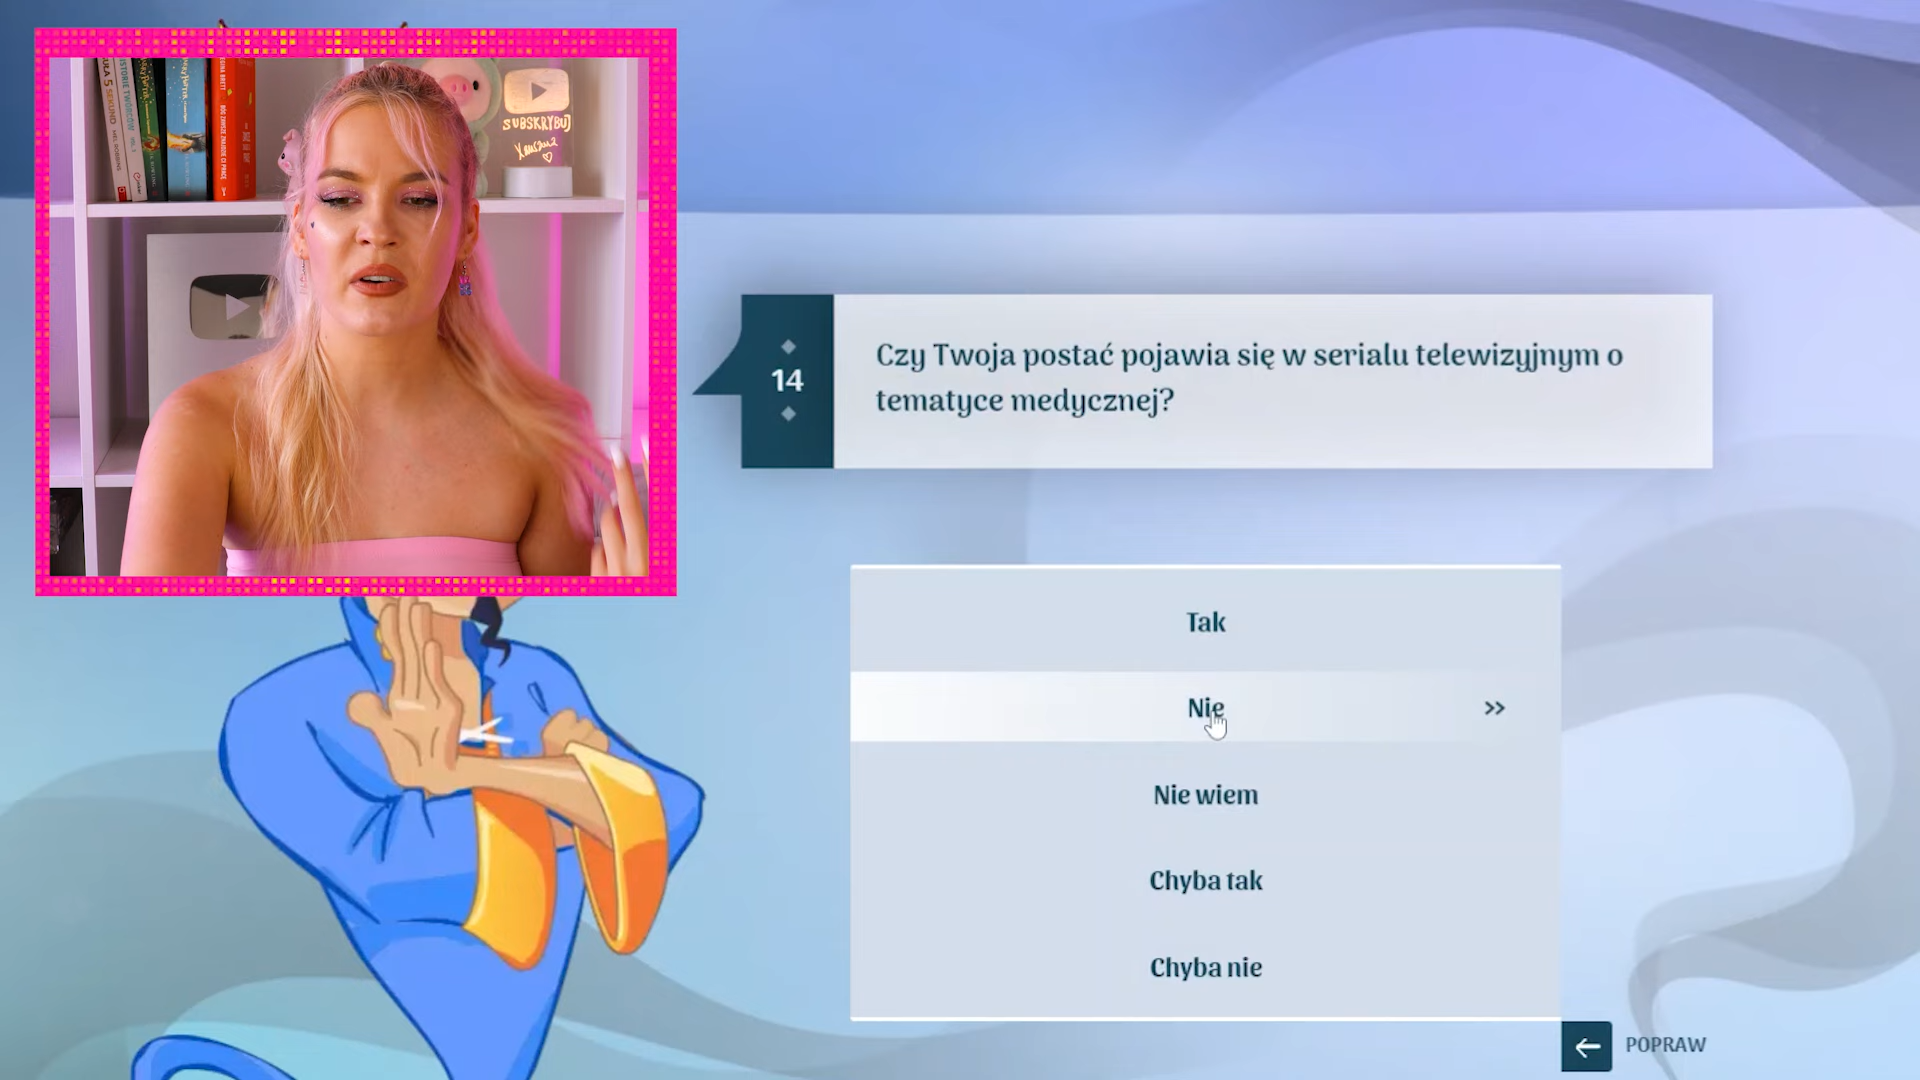 SUBSKRYBUJ
14
Czy Twoja postać pojawia się w serialu telewizyjnym o
tematyce medycznej?
Tak
Nie
Nie wiem
Chyba tak
Chyba nie
POPRAW